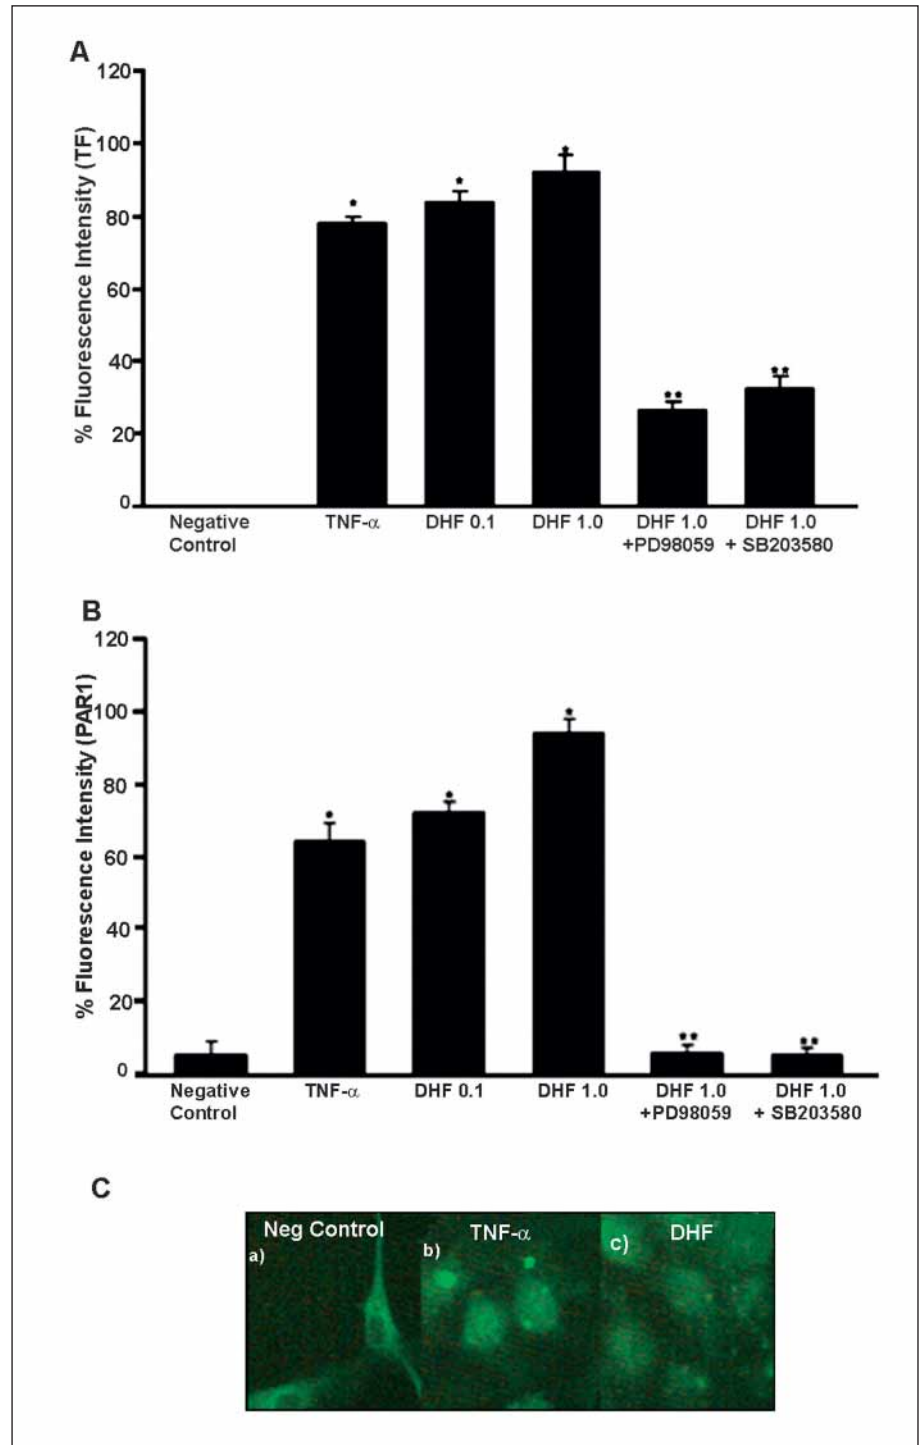 A
120
100
80
60
40
20
0
% Fluorescence Intensity (TF)
* * * ** **
Negative Control
TNF-α
DHF 0.1
DHF 1.0
DHF 1.0 +PD98059
DHF 1.0 + SB203580
B
120
100
80
60
40
20
0
% Fluorescence Intensity (PAR1)
* * * ** **
Negative Control
TNF-α
DHF 0.1
DHF 1.0
DHF 1.0 +PD98059
DHF 1.0 + SB203580
C
Neg Control
a)
TNF-α
b)
DHF
c)